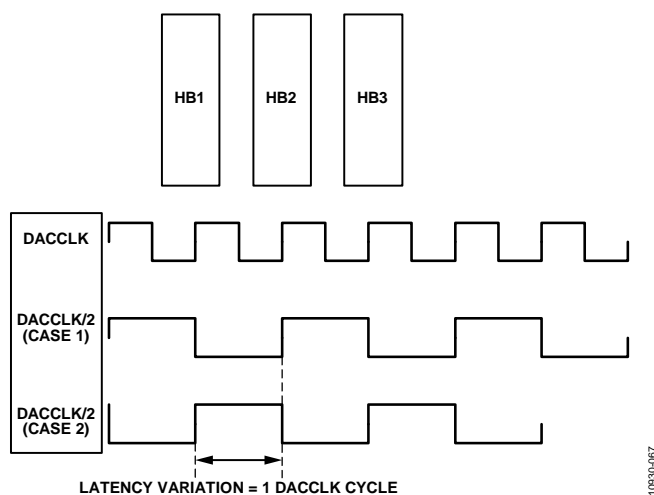 HB1
HB2
HB3
DACCLK
DACCLK/2
(CASE 1)
DACCLK/2
(CASE 2)
LATENCY VARIATION = 1 DACCLK CYCLE
10930-067